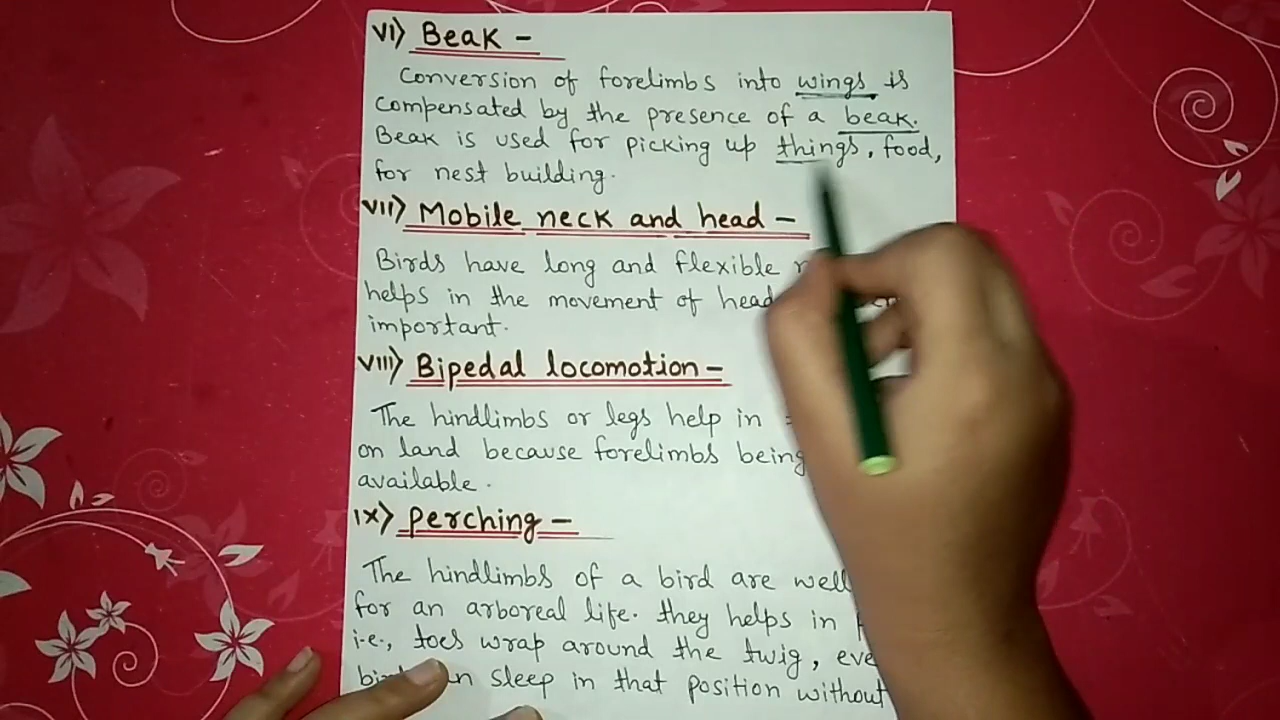 VI) Beak -
Conversion of forelimbs into wings is
compensated by the presence of a beak.
Beak is used for picking up things, food,
for nest building.
VII) Mobile neck and head -
Birds have long and flexible
helps in the movement of head
important.
VIII) Bipedal locomotion -
The hindlimbs or legs help in
on land because forelimbs being
available.
IX) Perching -
The hindlimbs of a bird are well
for an arboreal life. they helps in
i.e., toes wrap around the twig,
sleep in that position without